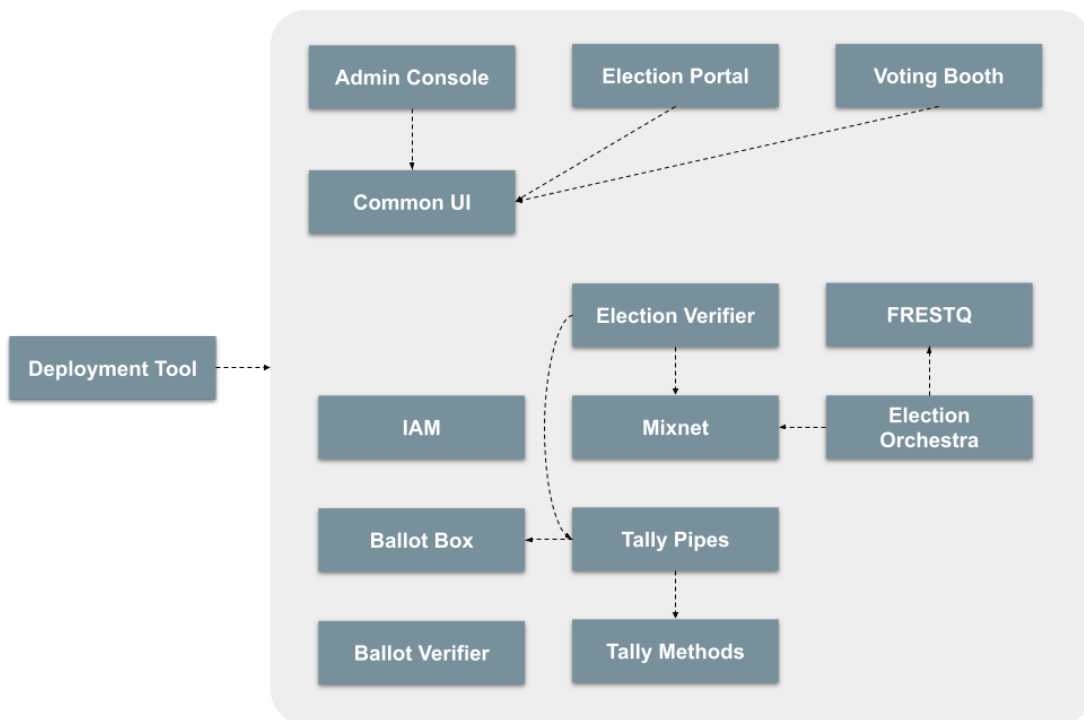 Admin Console
Election Portal
Voting Booth
Common UI
Election Verifier
FRESTQ
Deployment Tool
IAM
Mixnet
Election
Orchestra
Ballot Box
Tally Pipes
Ballot Verifier
Tally Methods